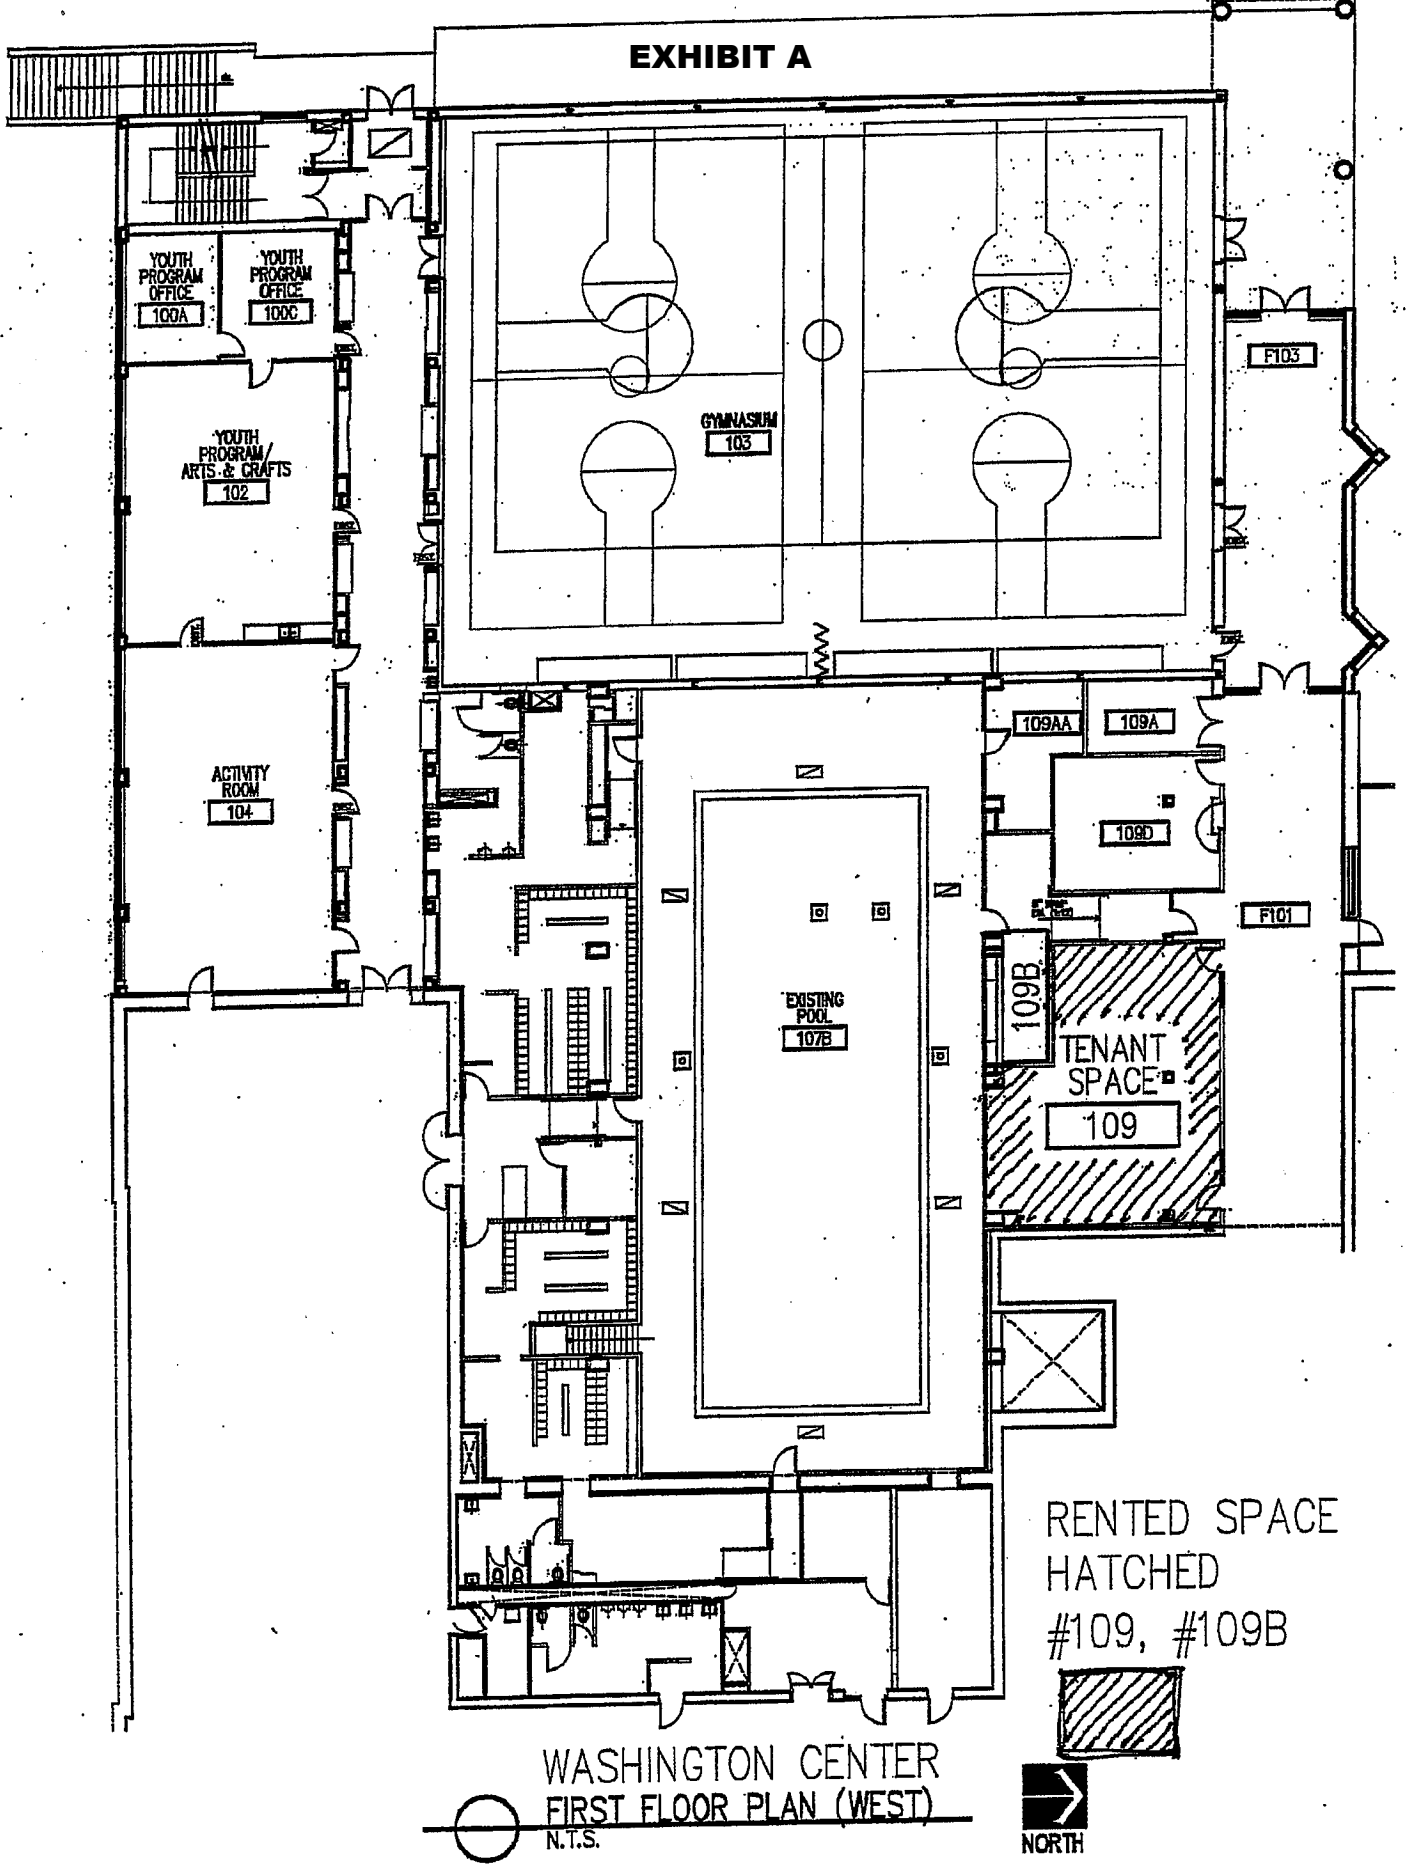 EXHIBIT A
YOUTH
PROGRAM
OFFICE
100A
YOUTH
PROGRAM
OFFICE
100C
F103
GYMNASIUM
103
YOUTH
PROGRAM/
ARTS & CRAFTS
102
109AA
109A
ACTIVITY
ROOM
104
109D
F101
109B
EXISTING
POOL
107B
TENANT
SPACE
109
RENTED SPACE
HATCHED
#109, #109B
WASHINGTON CENTER
FIRST FLOOR PLAN (WEST)
N.T.S.
NORTH